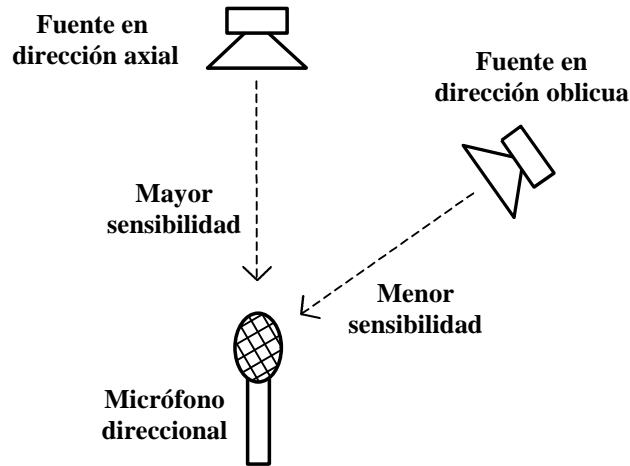 Fuente en
dirección axial
Fuente en
dirección oblicua
Mayor
sensibilidad
Menor
sensibilidad
Micrófono
direccional